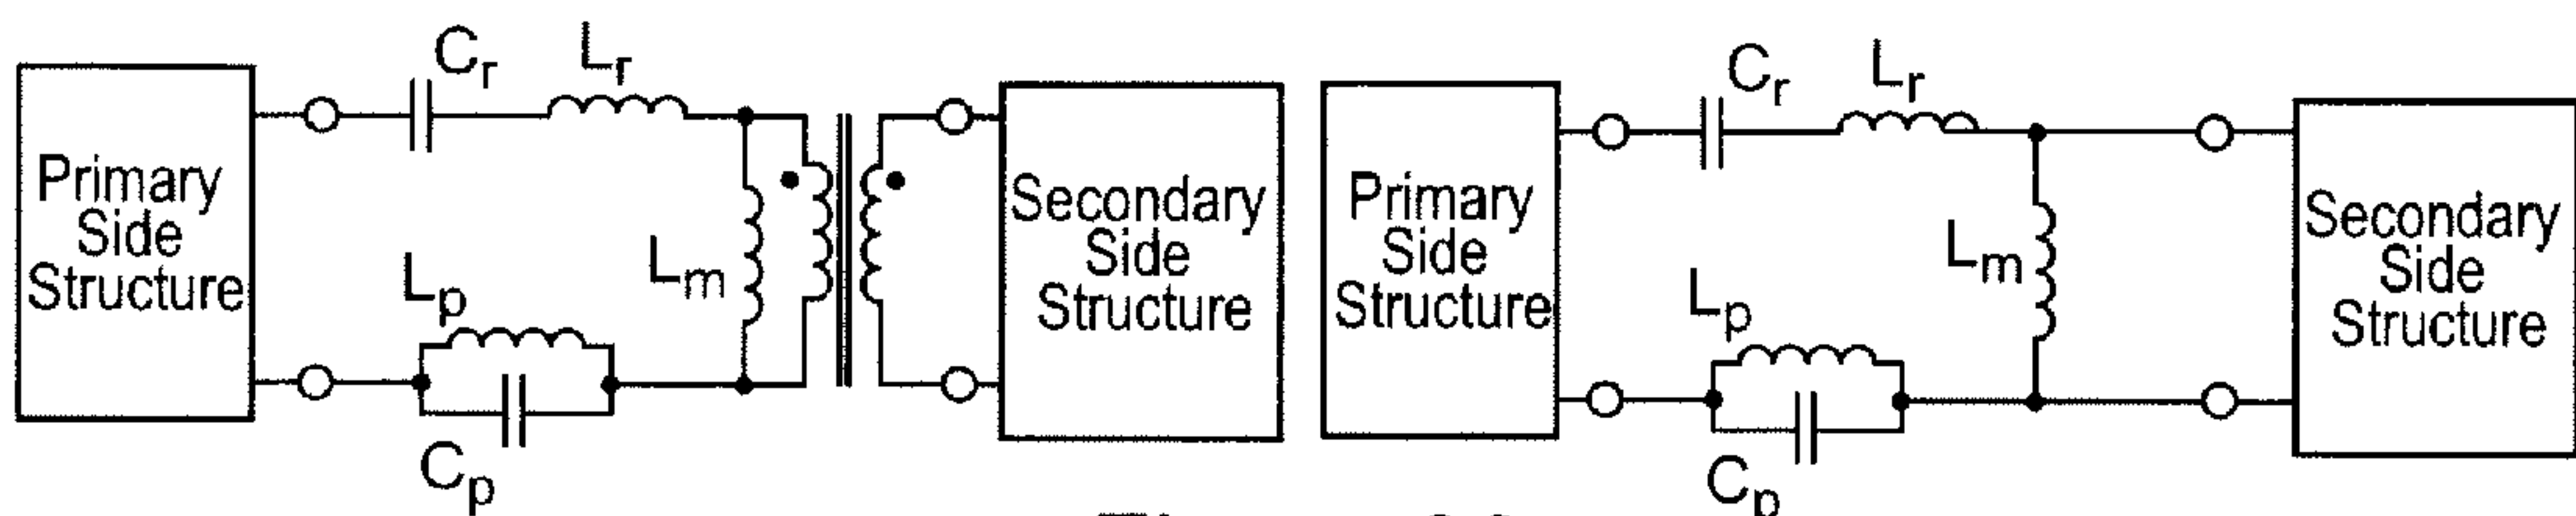 Cr
Lr
Primary
Side
Structure
Lp
Cp
Lm
Secondary
Side
Structure
Cr
Lr
Primary
Side
Structure
Lp
Cp
Lm
Secondary
Side
Structure